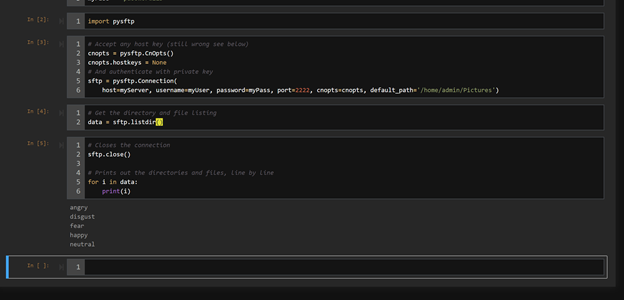 In [2]:
1 import pysftp
In [3]:
1 # Accept any host key (still wrong see below)
2 cnopts = pysftp.CnOpts()
3 cnopts.hostkeys = None
4 # And authenticate with private key
5 sftp = pysftp.Connection(
6 host=myServer, username=myUser, password=myPass, port=2222, cnopts=cnopts, default_path='/home/admin/Pictures')
In [4]:
1 # Get the directory and file listing
2 data = sftp.listdir()
In [5]:
1 # Closes the connection
2 sftp.close()
3
4 # Prints out the directories and files, line by line
5 for i in data:
6 print(i)
angry
disgust
fear
happy
neutral
In [ ]:
1